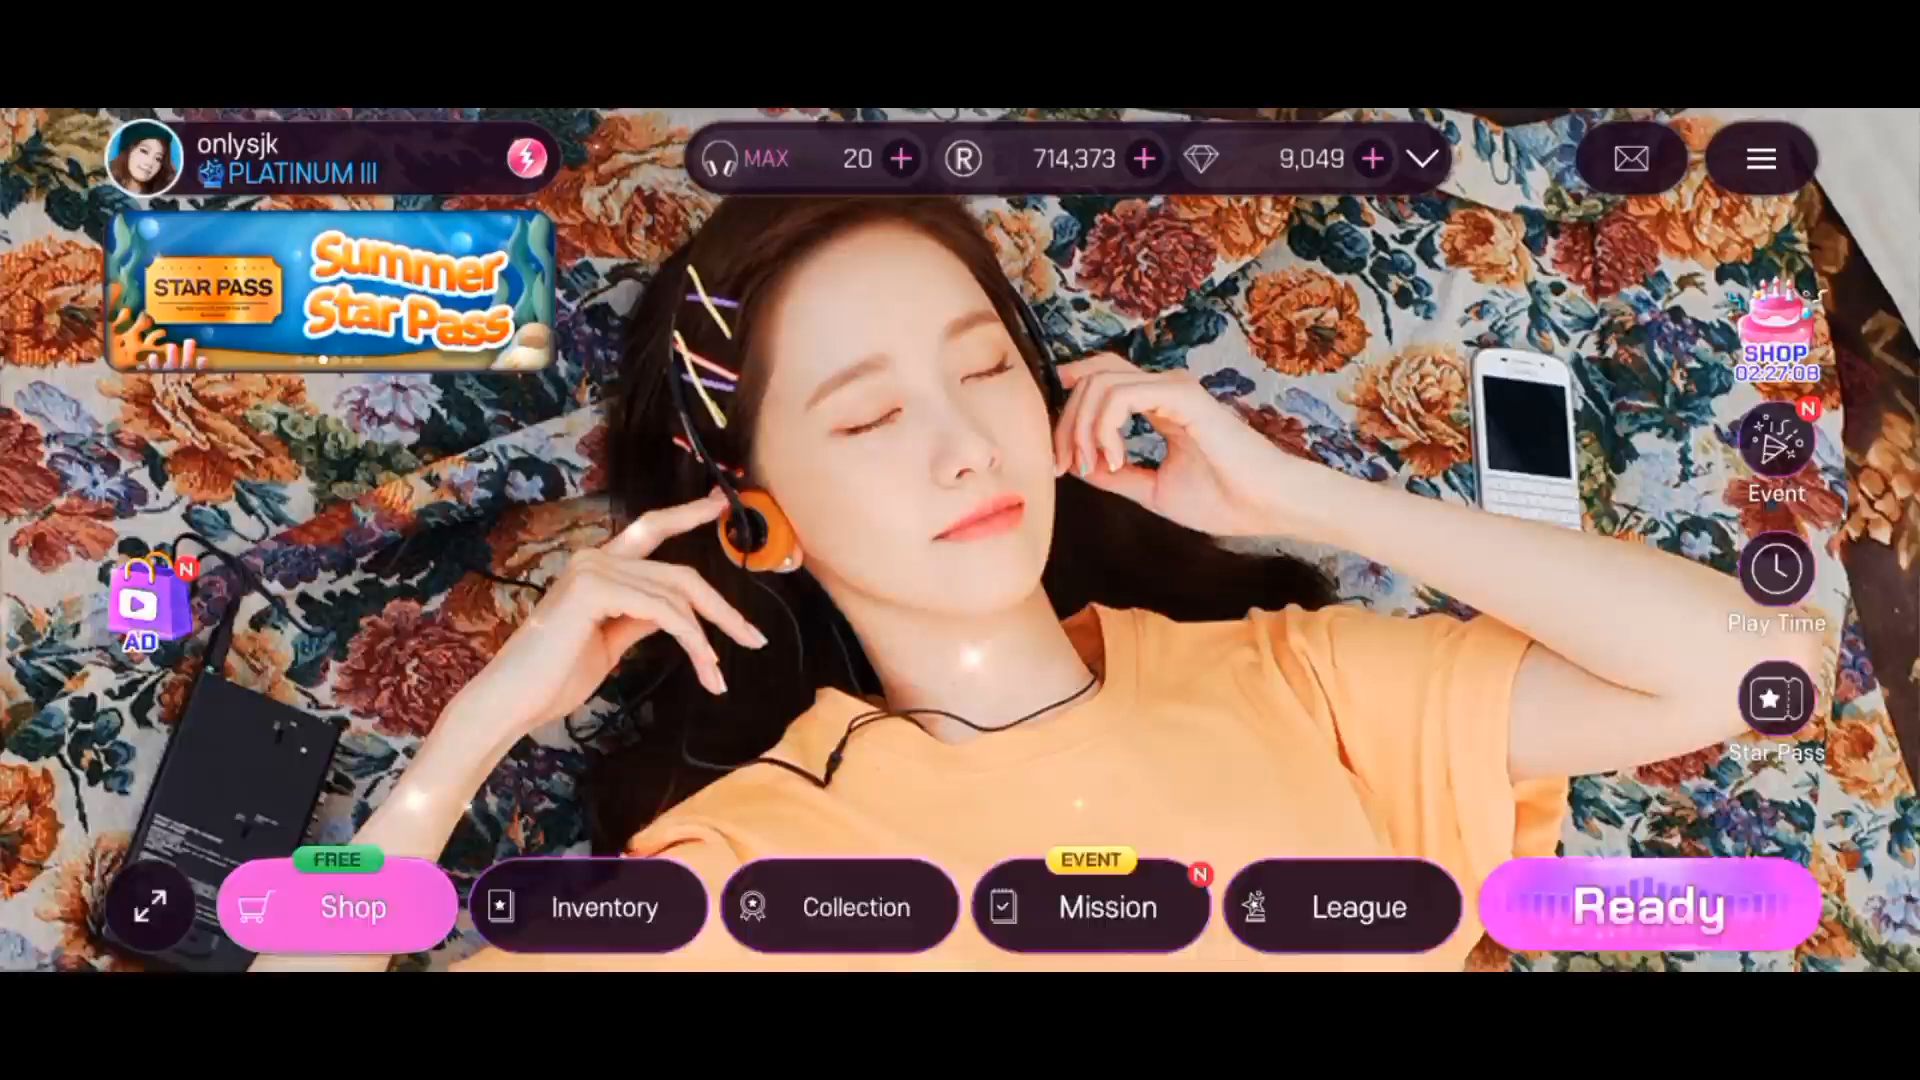 onlysjk
PLATINUM III
MAX 20
R 714,373
9,049
STAR PASS
Summer
Star Pass
SHOP
02:27:08
N
Event
Play Time
Star Pass
N
AD
FREE
Shop
Inventory
Collection
EVENT
N
Mission
League
Ready